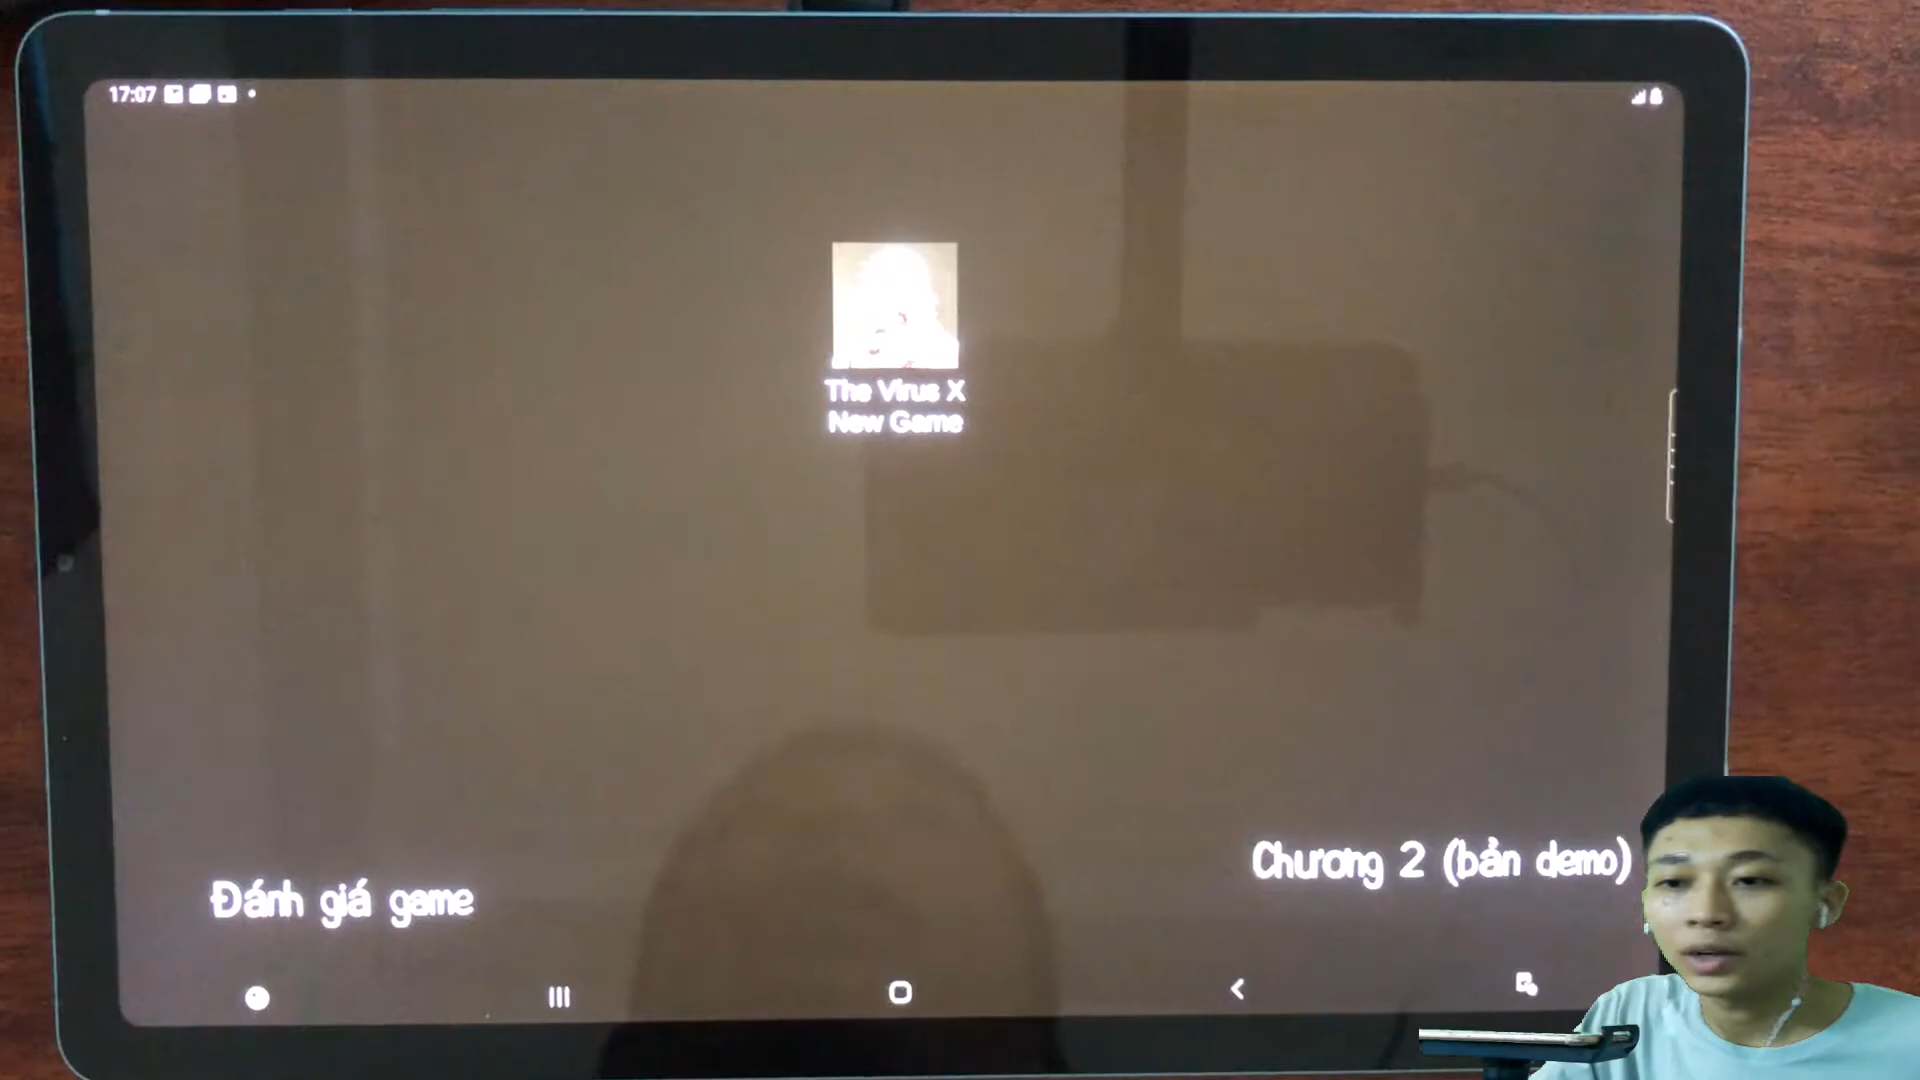 17:07
The Virus X
New Game
Chương 2 (bản demo)
Đánh giá game